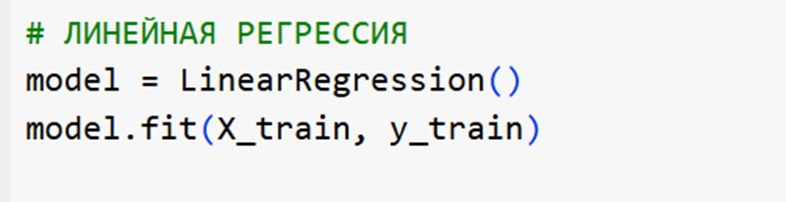 # ЛИНЕЙНАЯ РЕГРЕССИЯ
model = LinearRegression()
model.fit(X_train, y_train)